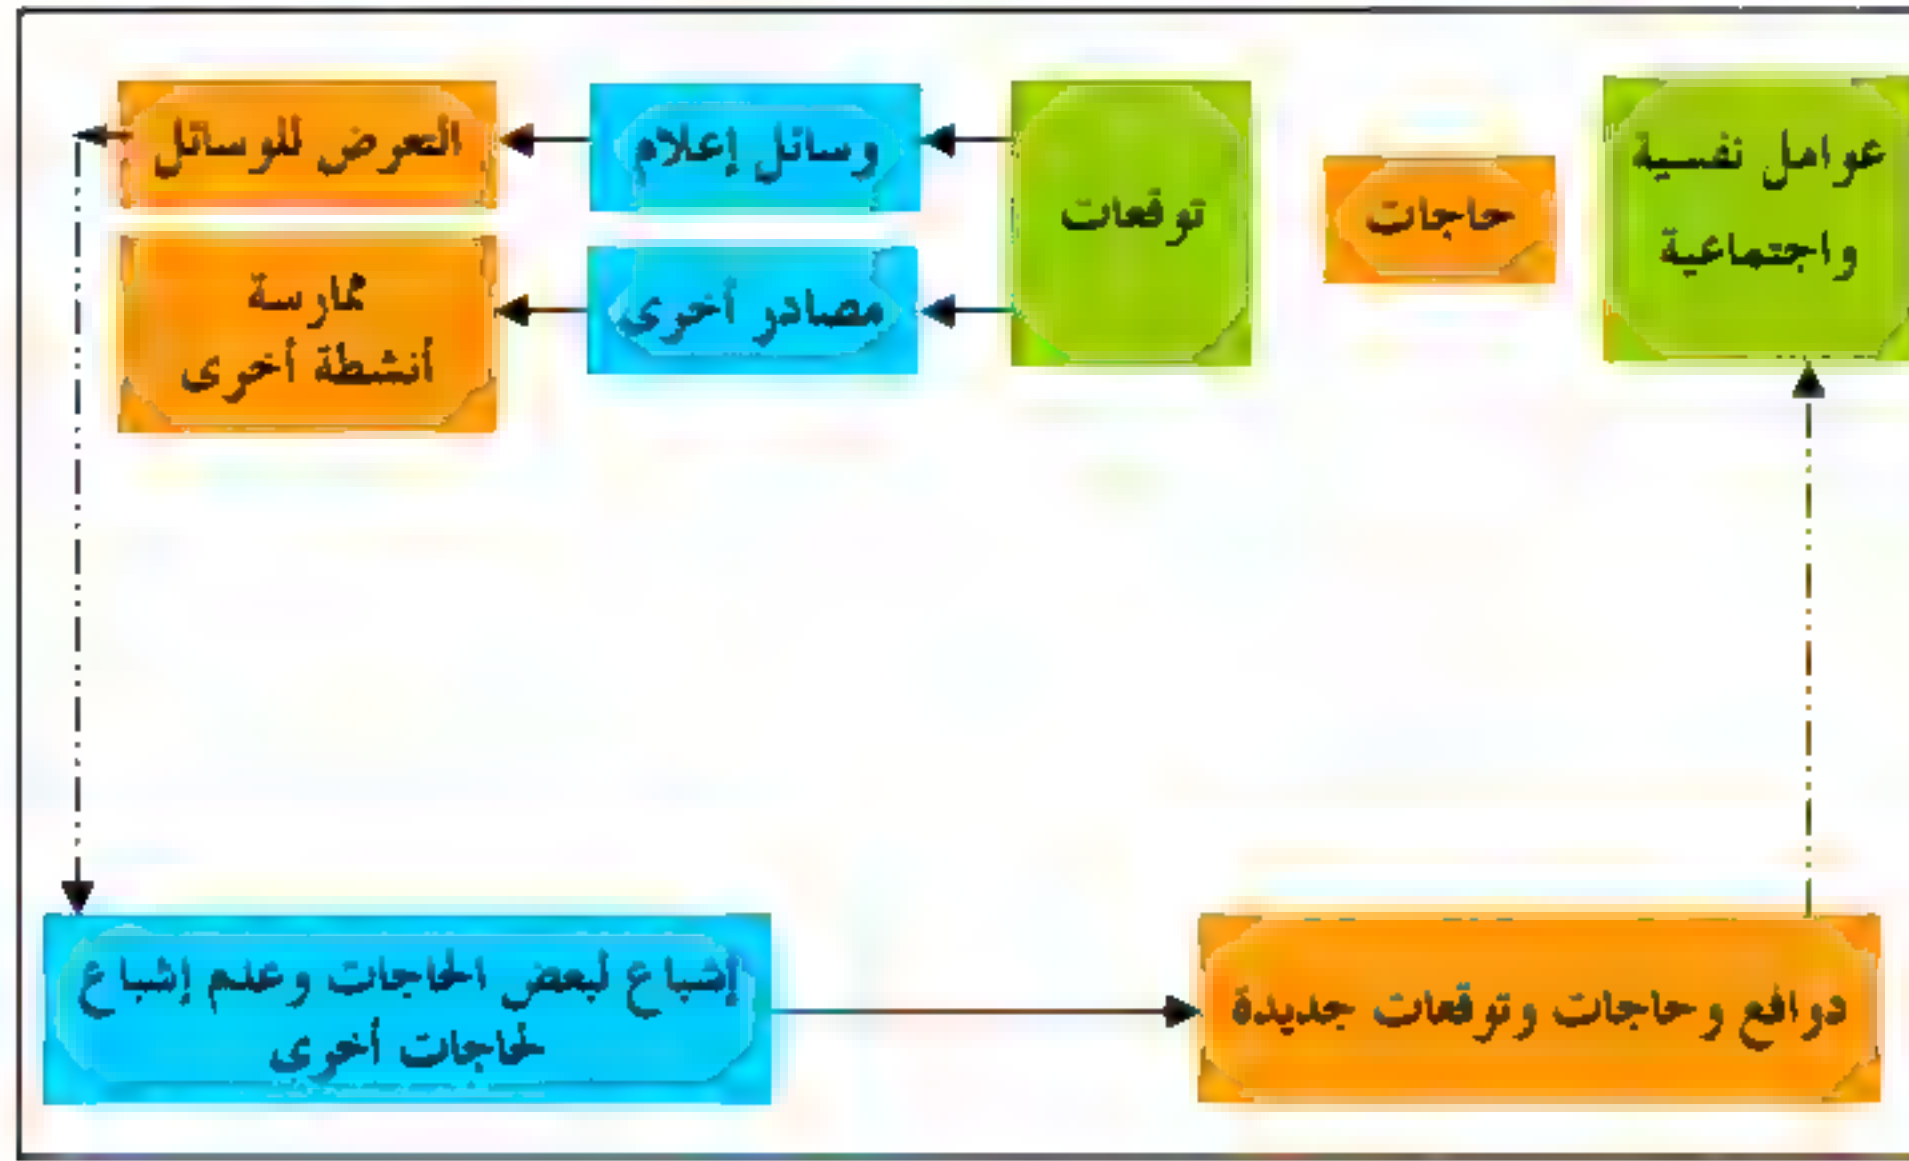 عوامل نفسية
واجتماعية
حاجات
توقعات
وسائل إعلام
مصادر أخرى
التعرض للوسائل
ممارسة
أنشطة أخرى
إشباع لبعض الحاجات وعدم إشباع
لحاجات أخرى
دوافع وحاجات وتوقعات جديدة